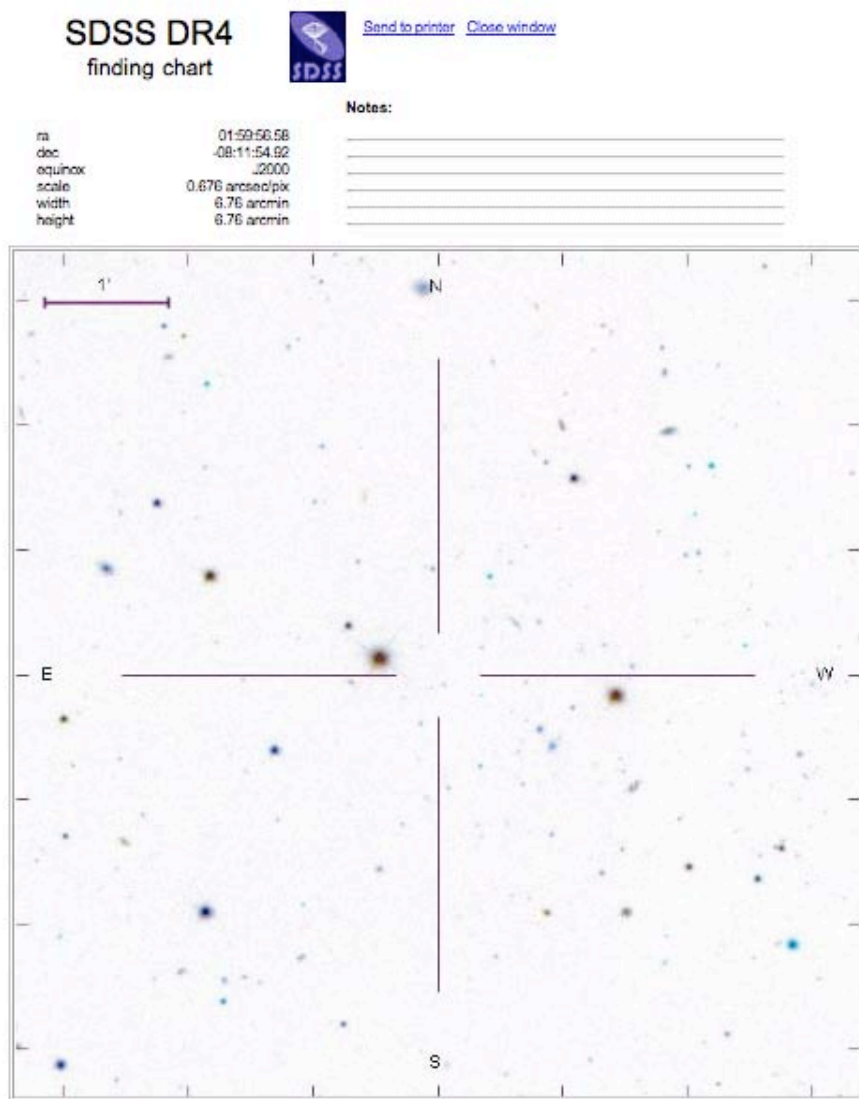 SDSS DR4
finding chart
SDSS
Send to printer Close window
Notes:
ra 01:59:56.58
dec -08:11:54.92
equinox J2000
scale 0.676 arcsec/pix
width 6.76 arcmin
height 6.76 arcmin
1'
N
E
W
S